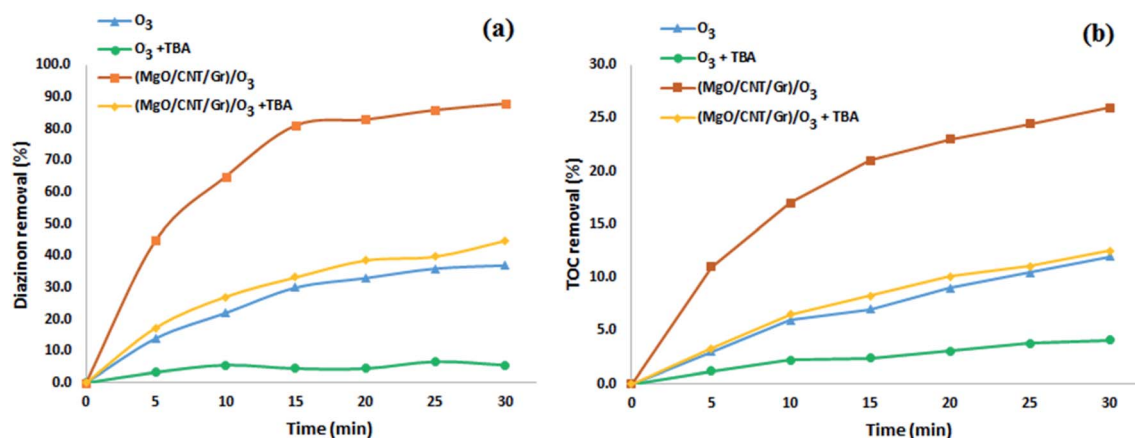 (a)
O3
O3 +TBA
(MgO/CNT/Gr)/O3
(MgO/CNT/Gr)/O3 +TBA
100.0
90.0
80.0
70.0
60.0
50.0
40.0
30.0
20.0
10.0
0.0
Diazinon removal (%)
0 5 10 15 20 25 30
Time (min)
(b)
O3
O3 + TBA
(MgO/CNT/Gr)/O3
(MgO/CNT/Gr)/O3 + TBA
30.0
25.0
20.0
15.0
10.0
5.0
0.0
TOC removal (%)
0 5 10 15 20 25 30
Time (min)